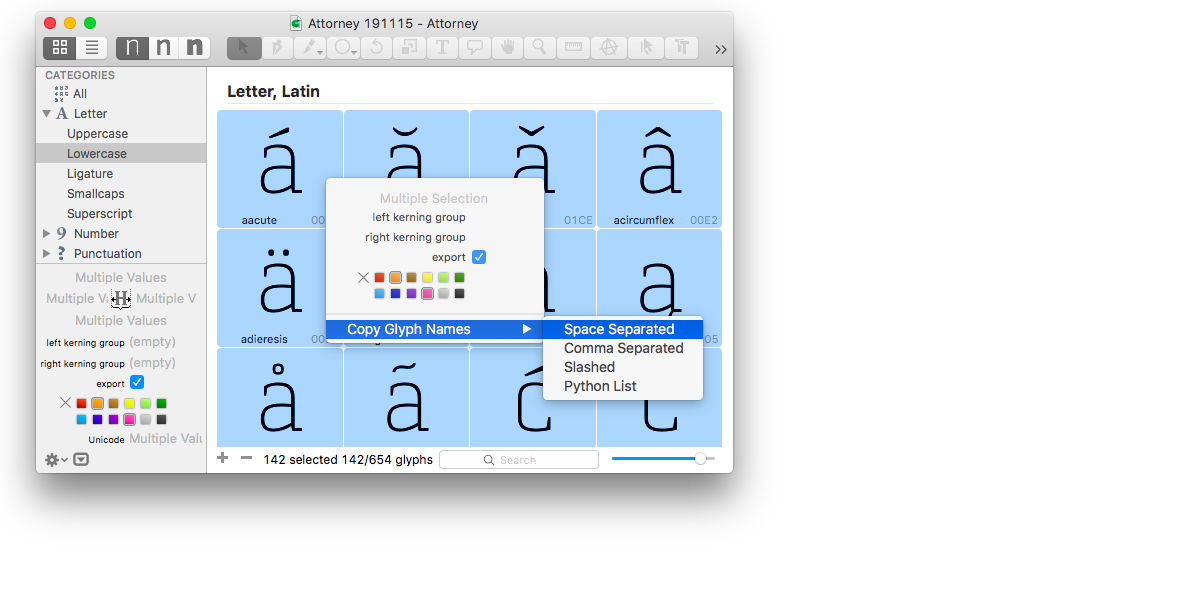 Attorney 191115 - Attorney
n n n
T
CATEGORIES
All
A Letter
Uppercase
Lowercase
Ligature
Smallcaps
Superscript
9 Number
? Punctuation
Multiple Values
Multiple V H Multiple V
Multiple Values
left kerning group (empty)
right kerning group (empty)
export
Unicode Multiple Valu
Letter, Latin
á ă ǎ â
aacute 00 01CE acircumflex 00E2
ä ą
adieresis 00 05
å ã
Multiple Selection
left kerning group
right kerning group
export
Copy Glyph Names
Space Separated
Comma Separated
Slashed
Python List
142 selected 142/654 glyphs
Search